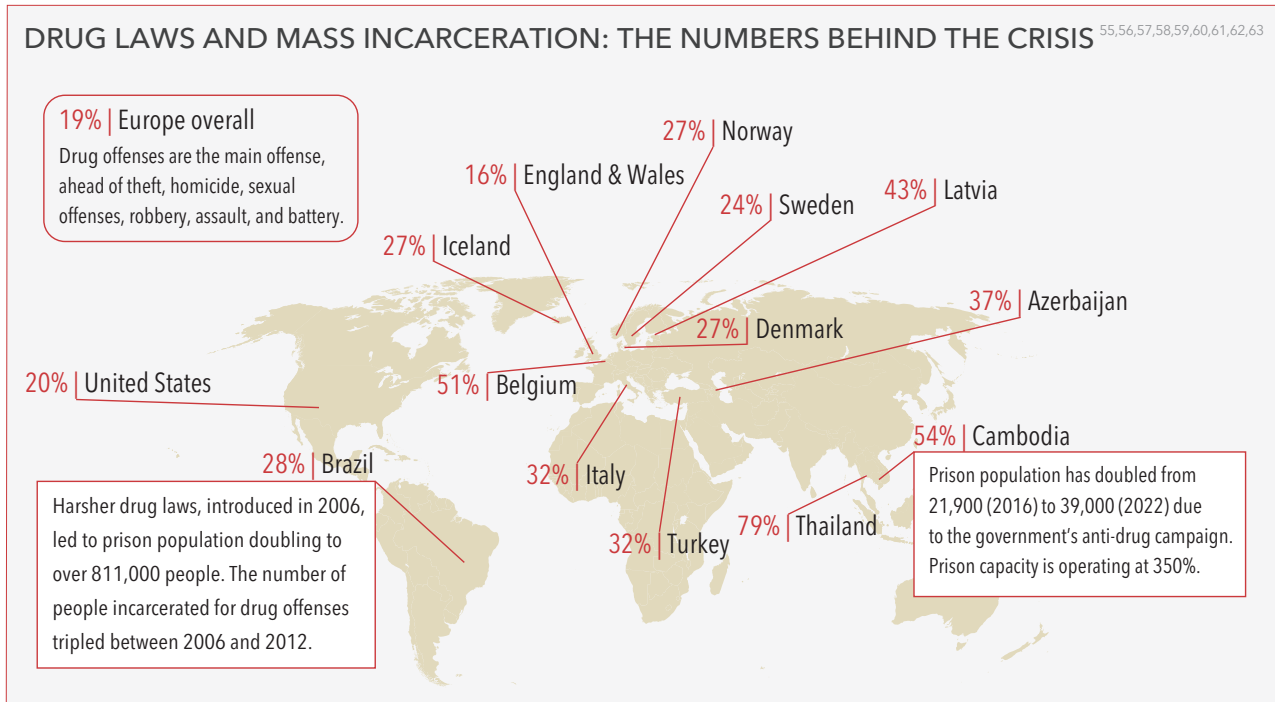 DRUG LAWS AND MASS INCARCERATION: THE NUMBERS BEHIND THE CRISIS 55,56,57,58,59,60,61,62,63
19% | Europe overall
Drug offenses are the main offense,
ahead of theft, homicide, sexual
offenses, robbery, assault, and battery.
27% | Norway
16% | England & Wales
43% | Latvia
24% | Sweden
27% | Iceland
37% | Azerbaijan
27% | Denmark
20% | United States
51% | Belgium
54% | Cambodia
Prison population has doubled from
21,900 (2016) to 39,000 (2022) due
to the government’s anti-drug campaign.
Prison capacity is operating at 350%.
28% | Brazil
Harsher drug laws, introduced in 2006,
led to prison population doubling to
over 811,000 people. The number of
people incarcerated for drug offenses
tripled between 2006 and 2012.
32% | Italy
79% | Thailand
32% | Turkey